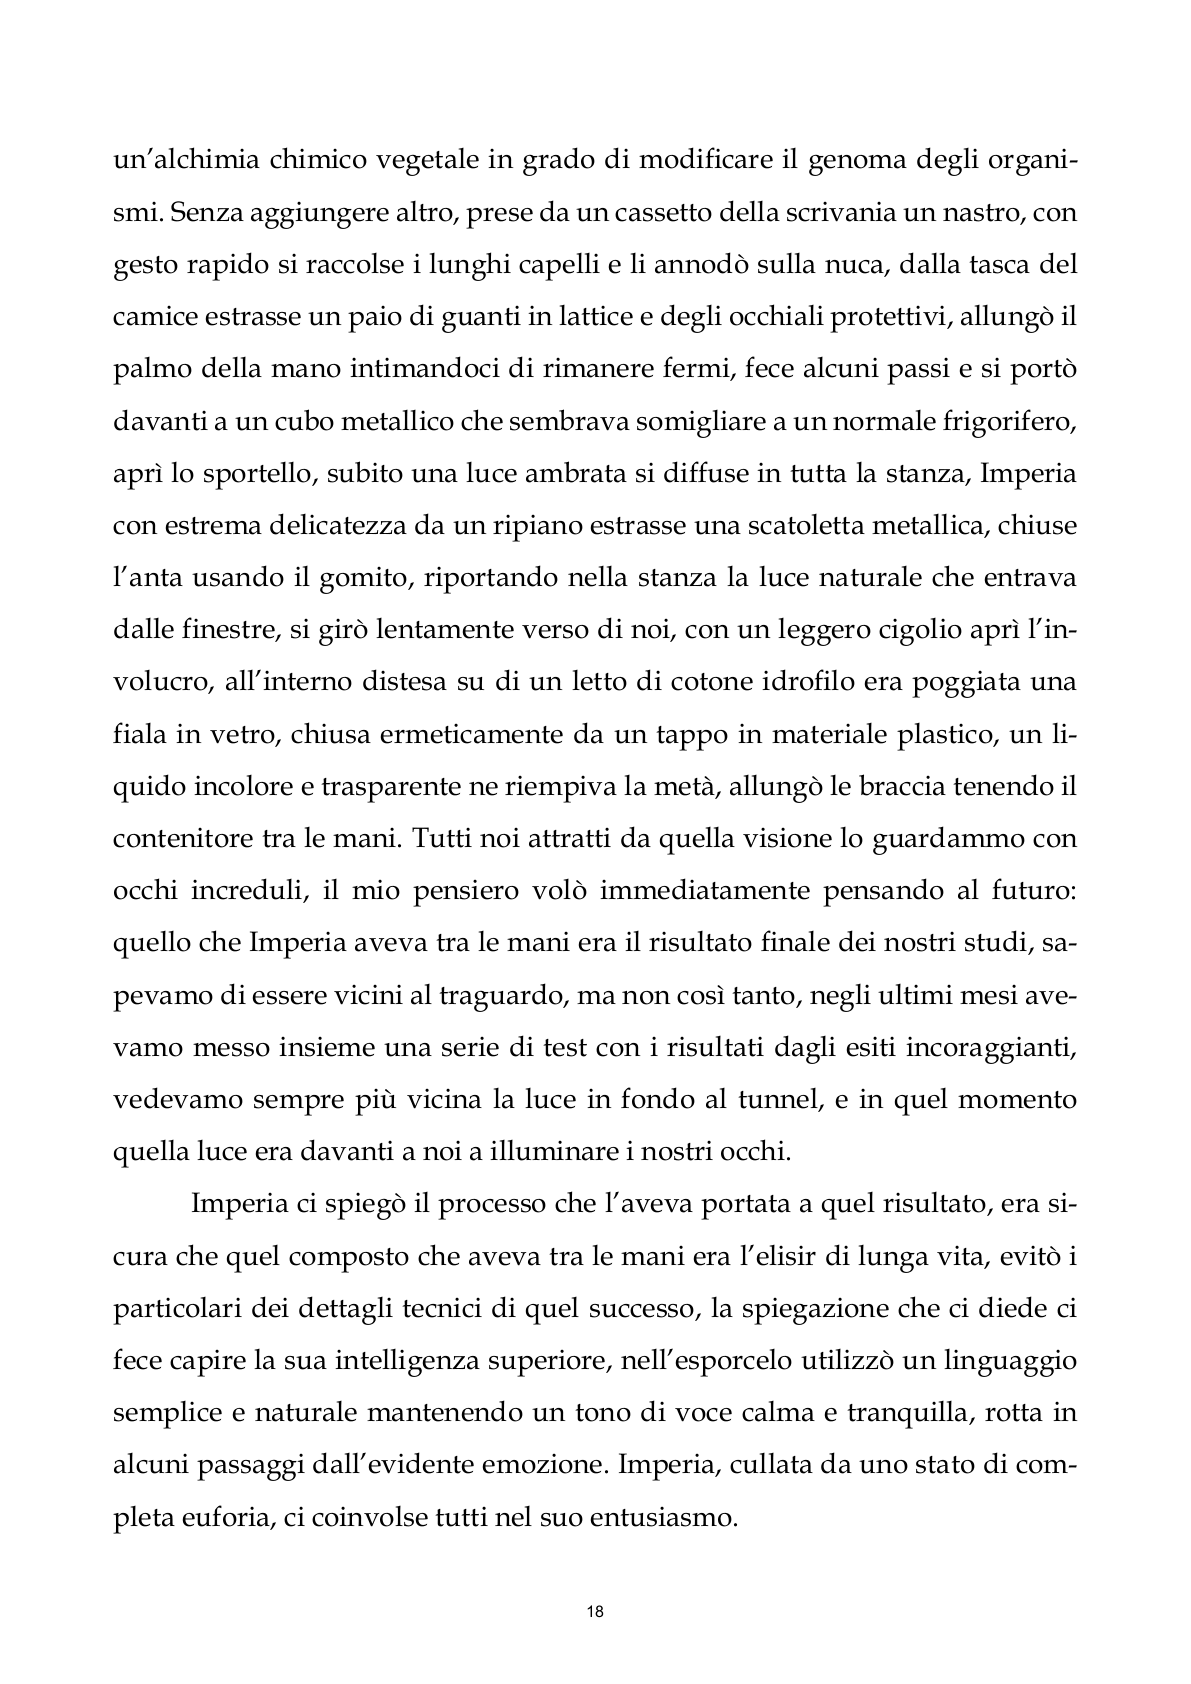 un’alchimia chimico vegetale in grado di modificare il genoma degli organi-
smi. Senza aggiungere altro, prese da un cassetto della scrivania un nastro, con
gesto rapido si raccolse i lunghi capelli e li annodò sulla nuca, dalla tasca del
camice estrasse un paio di guanti in lattice e degli occhiali protettivi, allungò il
palmo della mano intimandoci di rimanere fermi, fece alcuni passi e si portò
davanti a un cubo metallico che sembrava somigliare a un normale frigorifero,
aprì lo sportello, subito una luce ambrata si diffuse in tutta la stanza, Imperia
con estrema delicatezza da un ripiano estrasse una scatoletta metallica, chiuse
l’anta usando il gomito, riportando nella stanza la luce naturale che entrava
dalle finestre, si girò lentamente verso di noi, con un leggero cigolio aprì l’in-
volucro, all’interno distesa su di un letto di cotone idrofilo era poggiata una
fiala in vetro, chiusa ermeticamente da un tappo in materiale plastico, un li-
quido incolore e trasparente ne riempiva la metà, allungò le braccia tenendo il
contenitore tra le mani. Tutti noi attratti da quella visione lo guardammo con
occhi increduli, il mio pensiero volò immediatamente pensando al futuro:
quello che Imperia aveva tra le mani era il risultato finale dei nostri studi, sa-
pevamo di essere vicini al traguardo, ma non così tanto, negli ultimi mesi ave-
vamo messo insieme una serie di test con i risultati dagli esiti incoraggianti,
vedevamo sempre più vicina la luce in fondo al tunnel, e in quel momento
quella luce era davanti a noi a illuminare i nostri occhi.
Imperia ci spiegò il processo che l’aveva portata a quel risultato, era si-
cura che quel composto che aveva tra le mani era l’elisir di lunga vita, evitò i
particolari dei dettagli tecnici di quel successo, la spiegazione che ci diede ci
fece capire la sua intelligenza superiore, nell’esporcelo utilizzò un linguaggio
semplice e naturale mantenendo un tono di voce calma e tranquilla, rotta in
alcuni passaggi dall’evidente emozione. Imperia, cullata da uno stato di com-
pleta euforia, ci coinvolse tutti nel suo entusiasmo.
18